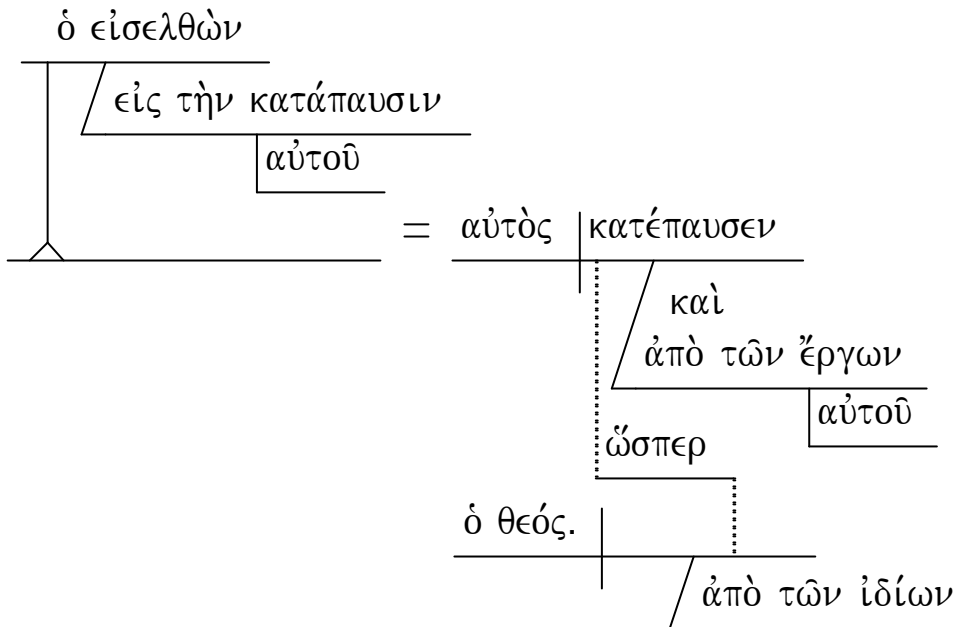 ὁ εἰσελθὼν
εἰς τὴν κατάπαυσιν
αὐτοῦ
= αὐτὸς κατέπαυσεν
καὶ
ἀπὸ τῶν ἔργων
αὐτοῦ
ὥσπερ
ὁ θεός.
ἀπὸ τῶν ἰδίων